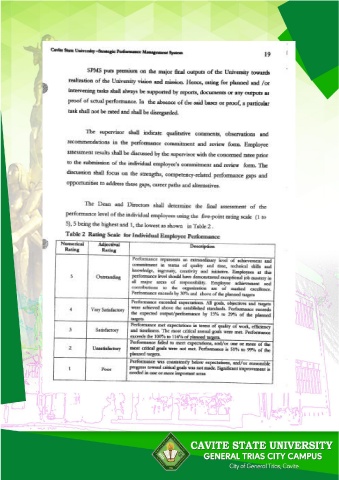 Cavite State University-Strategic Performance Management System 19
SPMS puts premium on the major final outputs of the University towards
realization of the University vision and mission. Hence, rating for planned and /or
intervening tasks shall always be supported by reports, documents or any outputs as
proof of actual performance. In the absence of the said bases or proof, a particular
task shall not be rated and shall be disregarded.
The supervisor shall indicate qualitative comments, observations and
recommendations in the performance commitment and review form. Employee
assessment results shall be discussed by the supervisor with the concerned ratee prior
to the submission of the individual employee's commitment and review form. The
discussion shall focus on the strengths, competency-related performance gaps and
opportunities to address these gaps, career paths and alternatives.
The Dean and Directors shall determine the final assessment of the
performance level of the individual employees using the five-point rating scale (1 to
5), 5 being the highest and 1, the lowest as shown in Table 2.
Table 2 Rating Scale for Individual Employee Performance
Numerical Rating Adjectival Rating Description
5 Outstanding
Performance represents an extraordinary level of achievement and
commitment in terms of quality and time, technical skills and
knowledge, ingenuity, creativity and initiative. Employees at this
performance level should have demonstrated exceptional job mastery in
all major areas of responsibility. Employee achievement and
contributions to the organization are of marked excellence.
Performance exceeds by 30% and above of the planned targets
4 Very Satisfactory
Performance exceeded expectations. All goals, objectives and targets
were achieved above the established standards. Performance exceeds
the expected output/performance by 15% to 29% of the planned
targets.
3 Satisfactory
Performance met expectations in terms of quality of work, efficiency
and timeliness. The most critical annual goals were met. Performance
exceeds the 100% to 114% of planned targets.
2 Unsatisfactory
Performance failed to meet expectations, and/or one or more of the
most critical goals were not met. Performance is 51% to 99% of the
planned targets.
1 Poor
Performance was consistently below expectations, and/or reasonable
progress toward critical goals was not made. Significant improvement is
needed in one or more important areas
CAVITE STATE UNIVERSITY
GENERAL TRIAS CITY CAMPUS
City of General Trias, Cavite